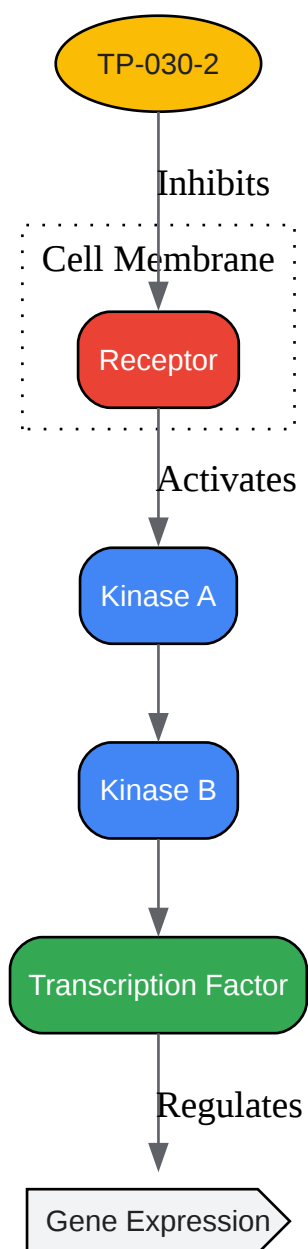 TP-030-2
Inhibits
Cell Membrane
Receptor
Activates
Kinase A
Kinase B
Transcription Factor
Regulates
Gene Expression